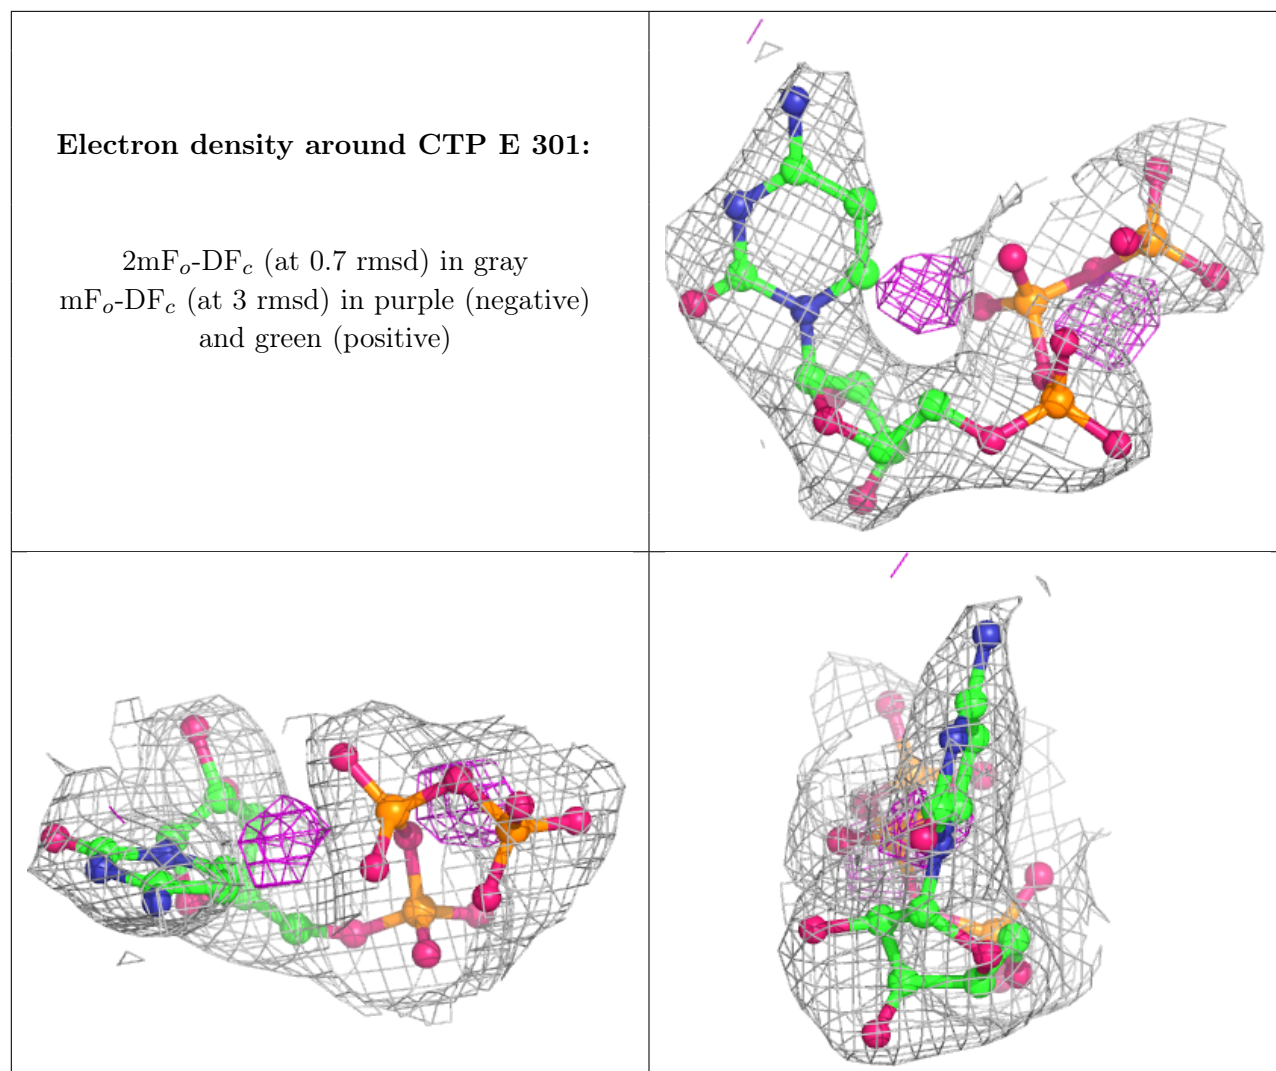 Electron density around CTP E 301:
2mFo-DFc (at 0.7 rmsd) in gray
mFo-DFc (at 3 rmsd) in purple (negative)
and green (positive)